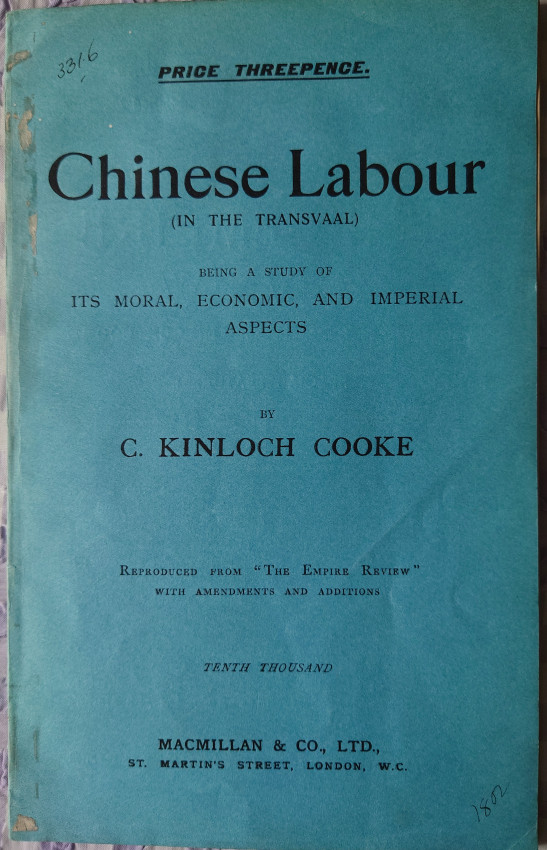 3316
PRICE THREEPENCE.
Chinese Labour
(IN THE TRANSVAAL)
BEING A STUDY OF
ITS MORAL, ECONOMIC, AND IMPERIAL
ASPECTS
BY
C. KINLOCH COOKE
REPRODUCED FROM "THE EMPIRE REVIEW"
WITH AMENDMENTS AND ADDITIONS
TENTH THOUSAND
MACMILLAN & CO., LTD.,
ST. MARTIN'S STREET, LONDON, W.C.